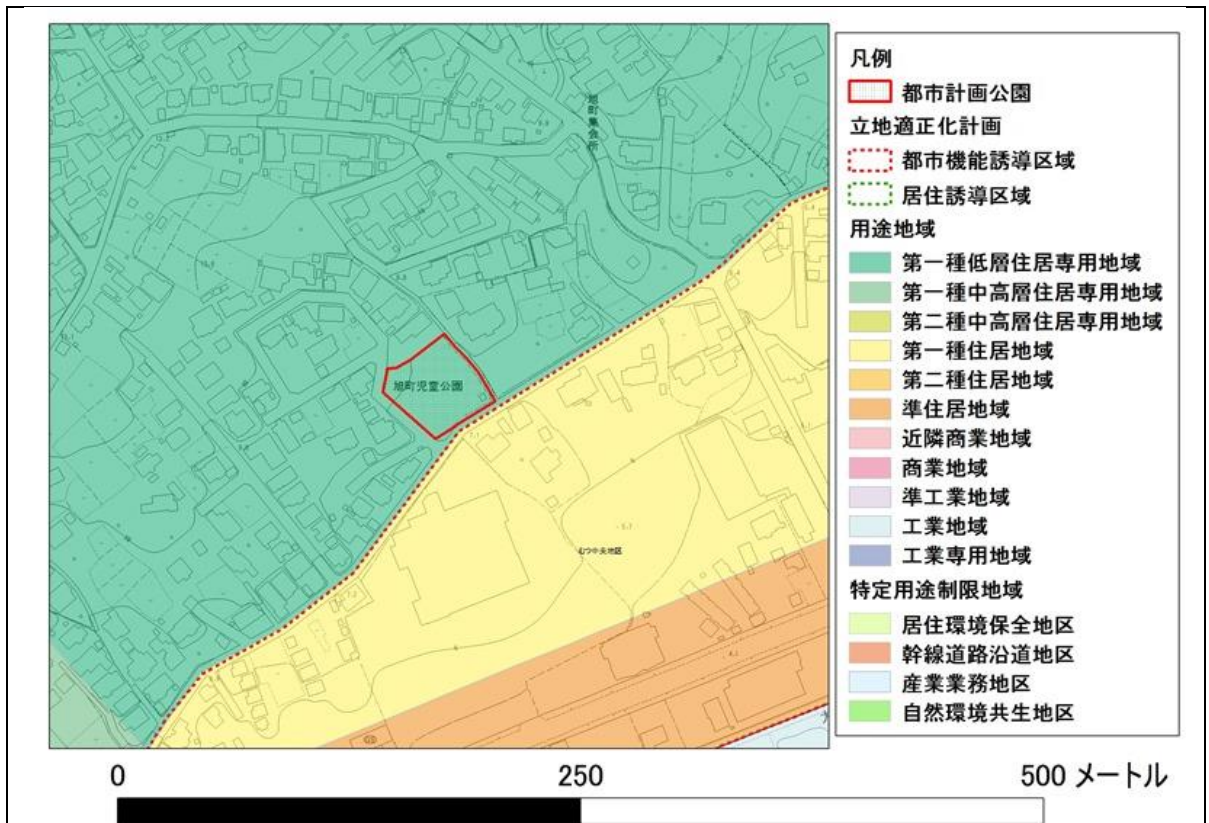 旭町集会所
旭町児童公園
むつ中央地区
凡例
都市計画公園
立地適正化計画
都市機能誘導区域
居住誘導区域
用途地域
第一種低層住居専用地域
第一種中高層住居専用地域
第二種中高層住居専用地域
第一種住居地域
第二種住居地域
準住居地域
近隣商業地域
商業地域
準工業地域
工業地域
工業専用地域
特定用途制限地域
居住環境保全地区
幹線道路沿道地区
産業業務地区
自然環境共生地区
0 250 500 メートル